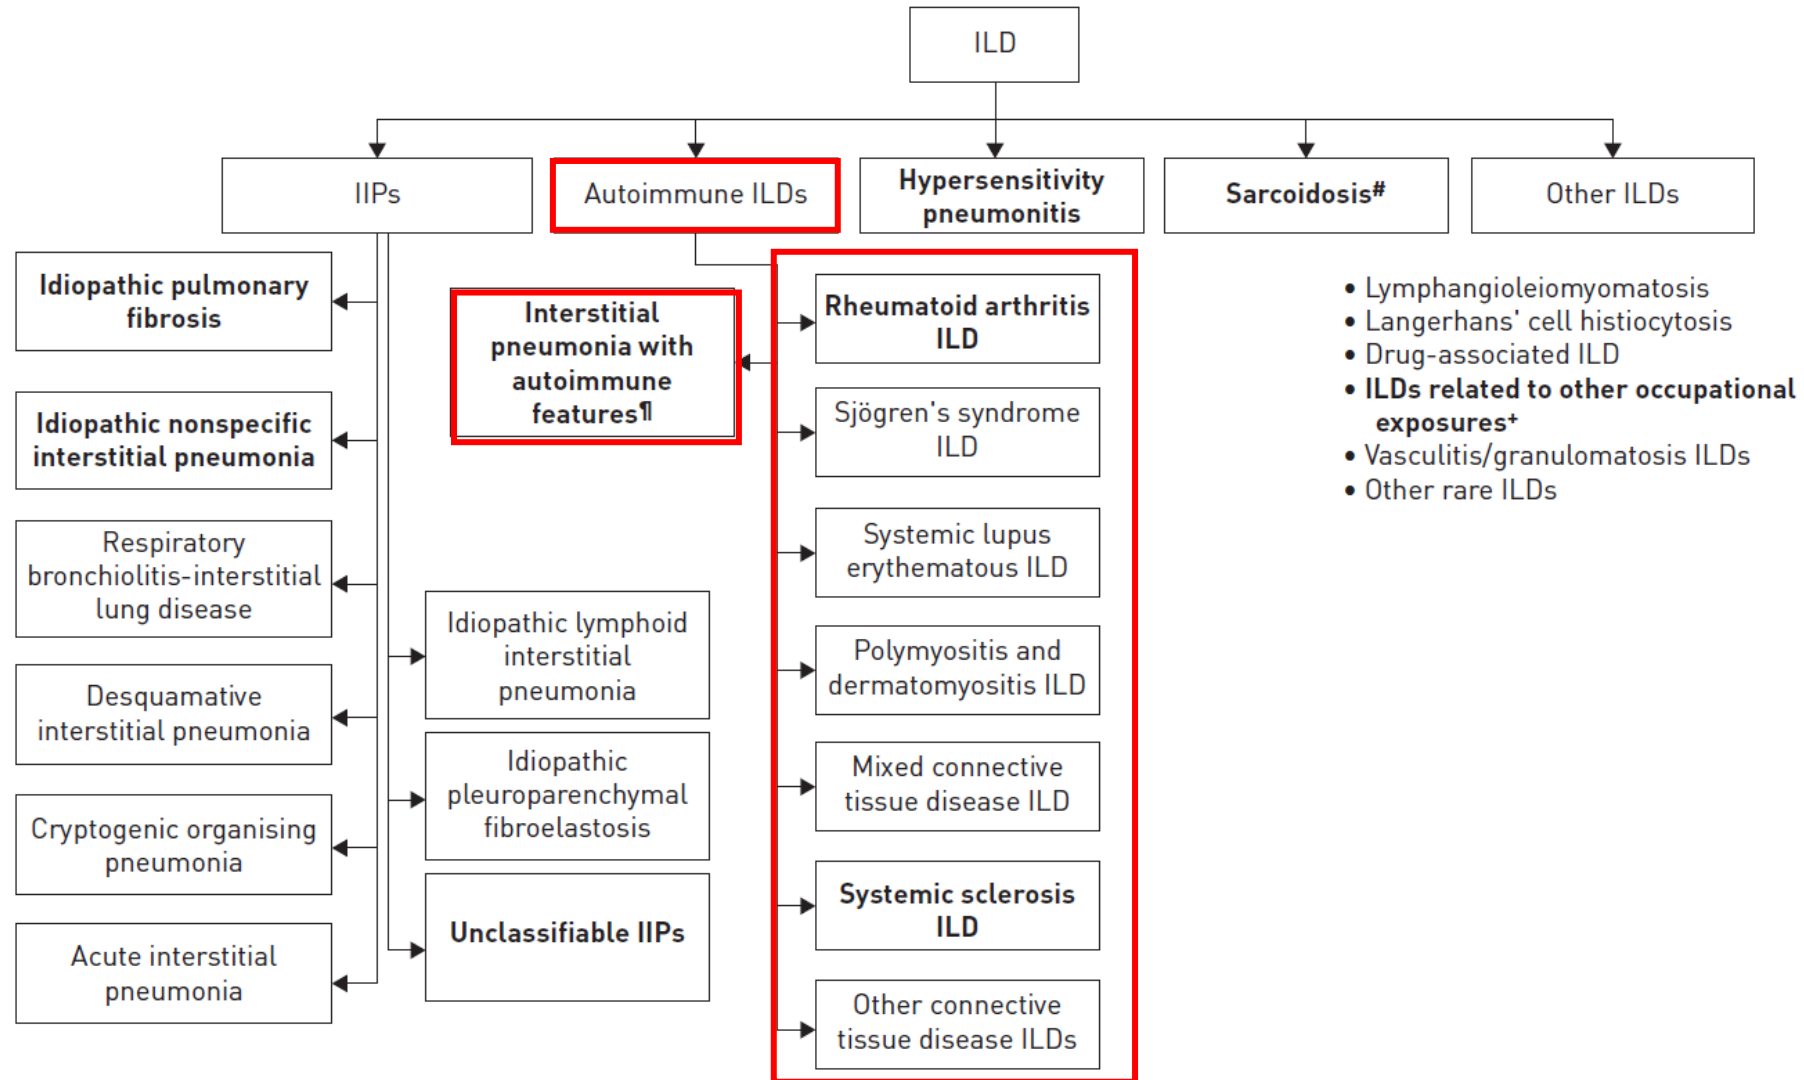 ILD
IIPs
Autoimmune ILDs
Hypersensitivity
pneumonitis
Sarcoidosis#
Other ILDs
Idiopathic pulmonary
fibrosis
Idiopathic nonspecific
interstitial pneumonia
Respiratory
bronchiolitis-interstitial
lung disease
Desquamative
interstitial pneumonia
Cryptogenic organising
pneumonia
Acute interstitial
pneumonia
Idiopathic lymphoid
interstitial
pneumonia
Idiopathic
pleuroparenchymal
fibroelastosis
Unclassifiable IIPs
Interstitial
pneumonia with
autoimmune
features¶
Rheumatoid arthritis
ILD
Sjögren's syndrome
ILD
Systemic lupus
erythematous ILD
Polymyositis and
dermatomyositis ILD
Mixed connective
tissue disease ILD
Systemic sclerosis
ILD
Other connective
tissue disease ILDs
• Lymphangioleiomyomatosis
• Langerhans' cell histiocytosis
• Drug-associated ILD
• ILDs related to other occupational
exposures+
• Vasculitis/granulomatosis ILDs
• Other rare ILDs